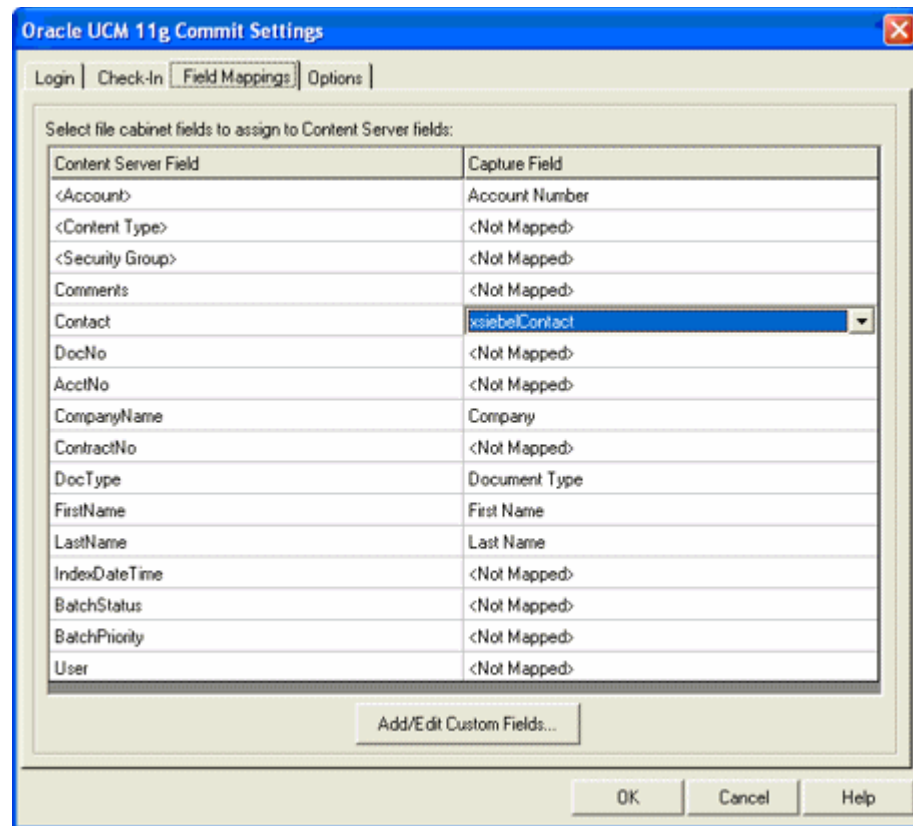 Oracle UCM 11g Commit Settings
Login Check-In Field Mappings Options
Select file cabinet fields to assign to Content Server fields:
Content Server Field Capture Field
<Account> Account Number
<Content Type> <Not Mapped>
<Security Group> <Not Mapped>
Comments <Not Mapped>
Contact xsiebelContact
DocNo <Not Mapped>
AcctNo <Not Mapped>
CompanyName Company
ContractNo <Not Mapped>
DocType Document Type
FirstName First Name
LastName Last Name
IndexDateTime <Not Mapped>
BatchStatus <Not Mapped>
BatchPriority <Not Mapped>
User <Not Mapped>
Add/Edit Custom Fields...
OK Cancel Help